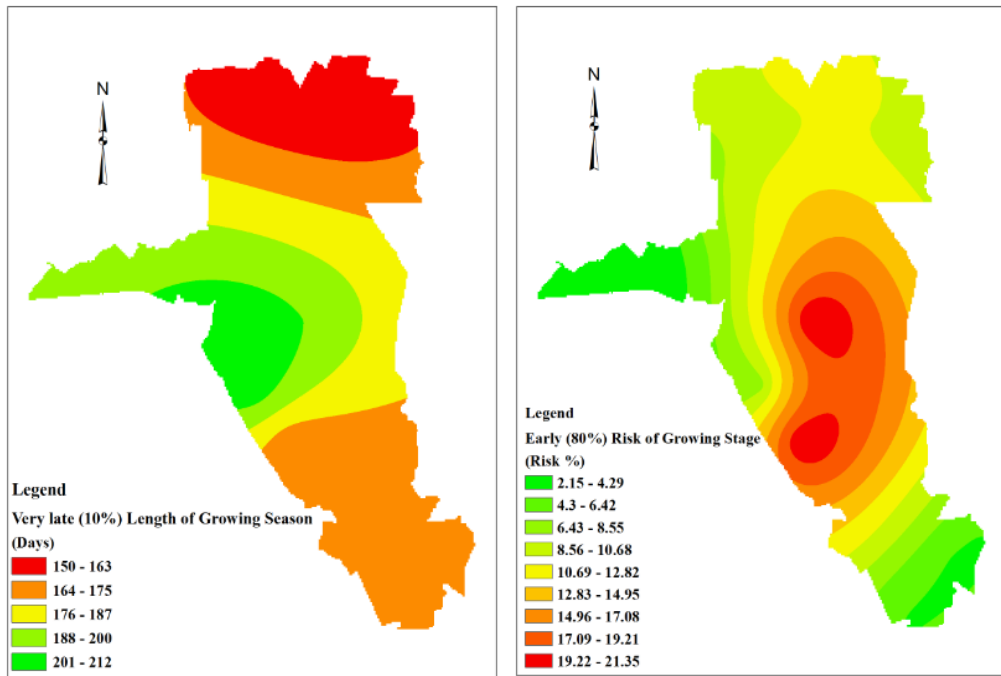 N
Legend
Very late (10%) Length of Growing Season
(Days)
150 - 163
164 - 175
176 - 187
188 - 200
201 - 212
N
Legend
Early (80%) Risk of Growing Stage
(Risk %)
2.15 - 4.29
4.3 - 6.42
6.43 - 8.55
8.56 - 10.68
10.69 - 12.82
12.83 - 14.95
14.96 - 17.08
17.09 - 19.21
19.22 - 21.35